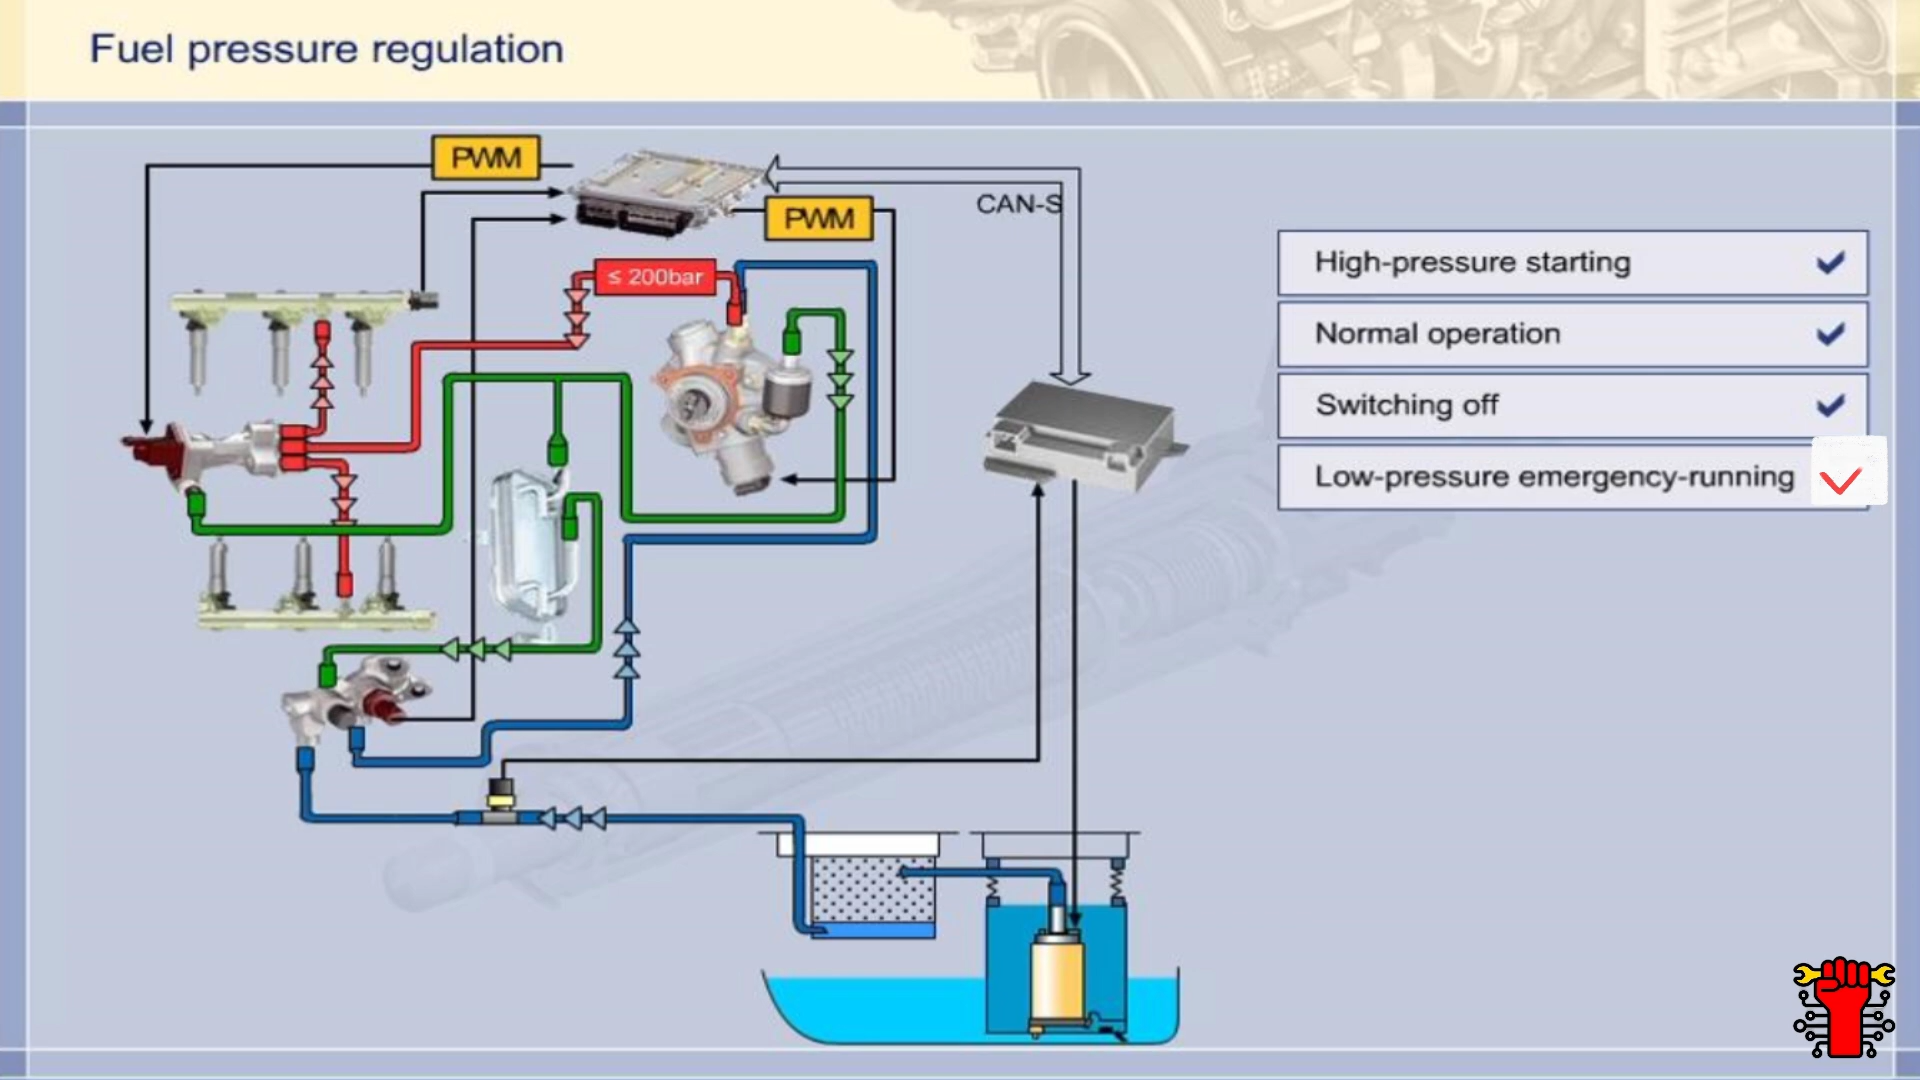 Fuel pressure regulation
PWM
PWM
CAN-S
≤ 200bar
High-pressure starting
Normal operation
Switching off
Low-pressure emergency-running